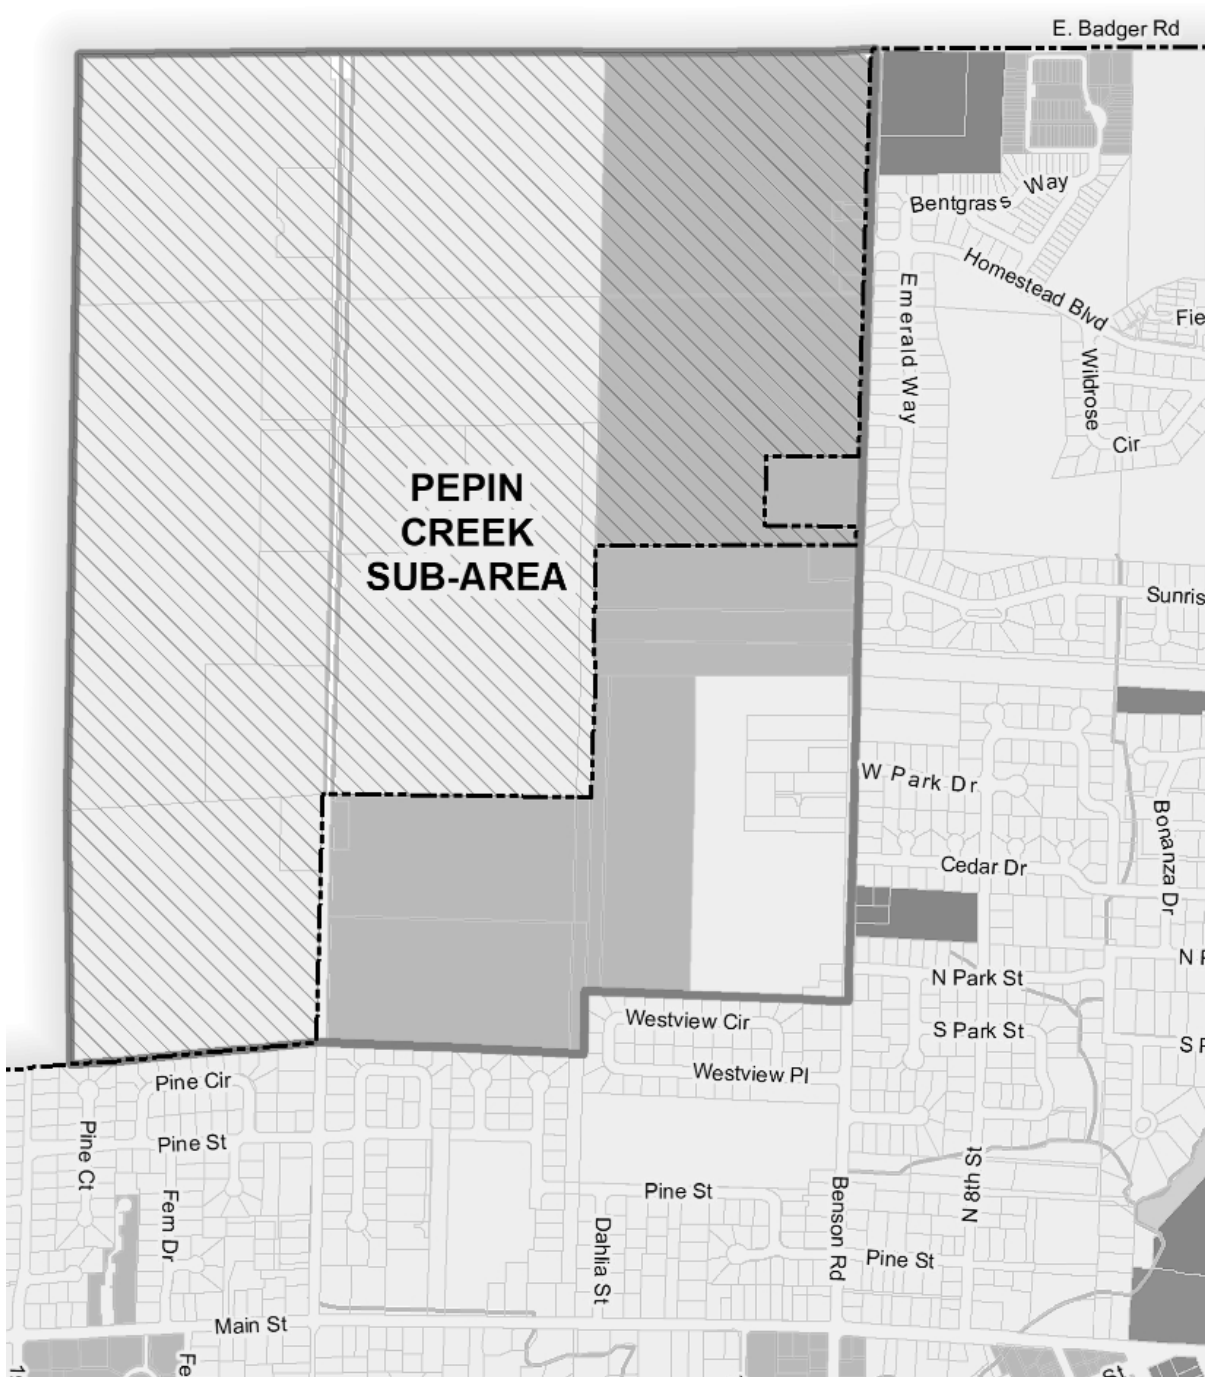 E. Badger Rd
Bentgrass Way
Homestead Blvd
Emerald Way
Fie
Wildrose
Cir
PEPIN
CREEK
SUB-AREA
Sunris
W Park Dr
Bonanza Dr
Cedar Dr
N P
N Park St
Westview Cir
S Park St
S P
Westview Pl
Pine Cir
Pine St
Pine Ct
N 8th St
Pine St
Benson Rd
Fern Dr
Dahlia St
Pine St
Main St
Fe
St